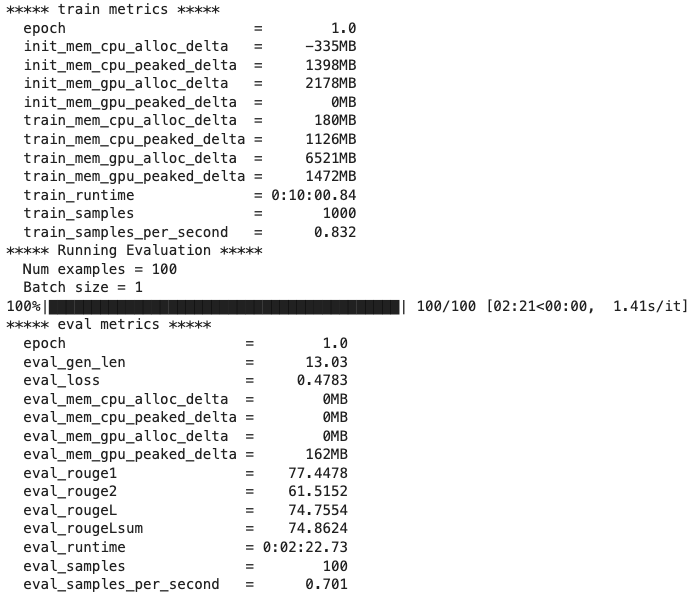 ***** train metrics *****
  epoch                      =        1.0
  init_mem_cpu_alloc_delta   =     -335MB
  init_mem_cpu_peaked_delta  =     1398MB
  init_mem_gpu_alloc_delta   =     2178MB
  init_mem_gpu_peaked_delta  =        0MB
  train_mem_cpu_alloc_delta  =      180MB
  train_mem_cpu_peaked_delta =     1126MB
  train_mem_gpu_alloc_delta  =     6521MB
  train_mem_gpu_peaked_delta =     1472MB
  train_runtime              = 0:10:00.84
  train_samples              =       1000
  train_samples_per_second   =      0.832
***** Running Evaluation *****
  Num examples = 100
  Batch size = 1
100%|████████████████████████████████████████| 100/100 [02:21<00:00,  1.41s/it]
***** eval metrics *****
  epoch                     =        1.0
  eval_gen_len              =      13.03
  eval_loss                 =     0.4783
  eval_mem_cpu_alloc_delta  =        0MB
  eval_mem_cpu_peaked_delta =        0MB
  eval_mem_gpu_alloc_delta  =        0MB
  eval_mem_gpu_peaked_delta =      162MB
  eval_rouge1               =    77.4478
  eval_rouge2               =    61.5152
  eval_rougeL               =    74.7554
  eval_rougeLsum            =    74.8624
  eval_runtime              = 0:02:22.73
  eval_samples              =        100
  eval_samples_per_second   =      0.701